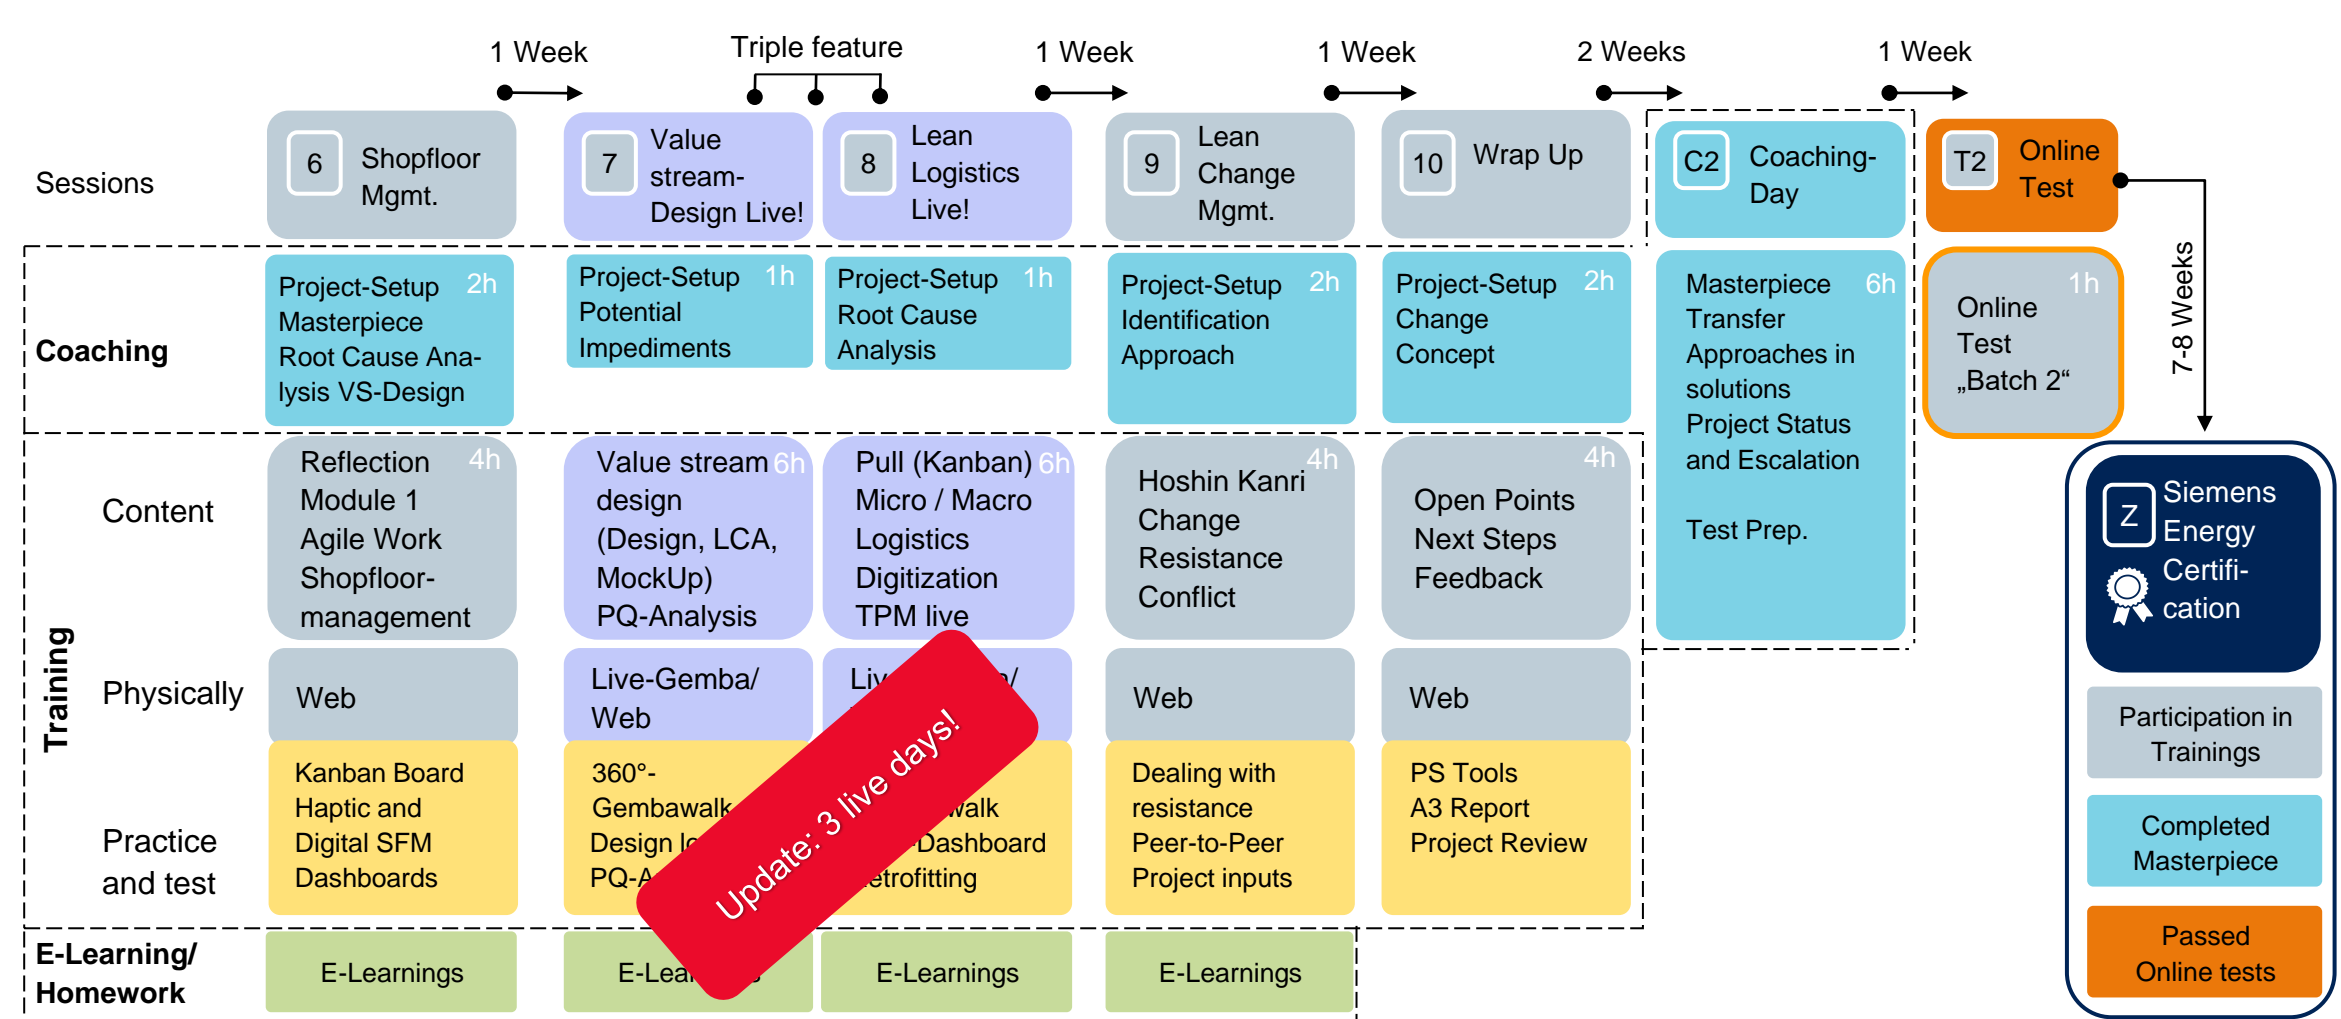 1 Week
Triple feature
1 Week
1 Week
2 Weeks
1 Week
Sessions
6
Shopfloor
Mgmt.
7
Value
stream-
Design Live!
8
Lean
Logistics
Live!
9
Lean
Change
Mgmt.
10
Wrap Up
C2
Coaching-
Day
T2
Online
Test
7-8 Weeks
Coaching
Project-Setup 2h
Masterpiece
Root Cause Ana-
lysis VS-Design
Project-Setup 1h
Potential
Impediments
Project-Setup 1h
Root Cause
Analysis
Project-Setup 2h
Identification
Approach
Project-Setup 2h
Change
Concept
Masterpiece 6h
Transfer
Approaches in
solutions
Project Status
and Escalation
Test Prep.
1h
Online
Test
„Batch 2“
Training
Content
Reflection 4h
Module 1
Agile Work
Shopfloor-
management
Value stream 6h
design
(Design, LCA,
MockUp)
PQ-Analysis
Pull (Kanban) 6h
Micro / Macro
Logistics
Digitization
TPM live
4h
Hoshin Kanri
Change
Resistance
Conflict
4h
Open Points
Next Steps
Feedback
Physically
Web
Live-Gemba/
Web
Web
Web
Practice
and test
Kanban Board
Haptic and
Digital SFM
Dashboards
360°-
Gembawalk
Design
Dashboard
Dealing with
resistance
Peer-to-Peer
Project inputs
PS Tools
A3 Report
Project Review
Update: 3 live days!
E-Learning/
Homework
E-Learnings
E-Learnings
E-Learnings
Z
Siemens
Energy
Certifi-
cation
Participation in
Trainings
Completed
Masterpiece
Passed
Online tests